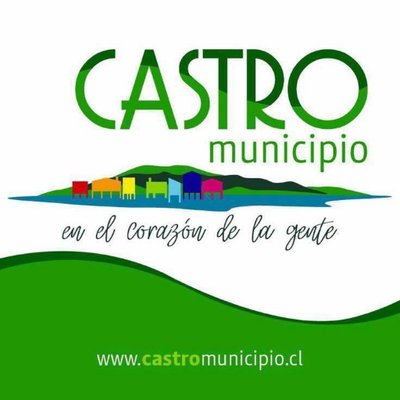 CASTRO
municipio
en el corazón de la gente
www.castromunicipio.cl